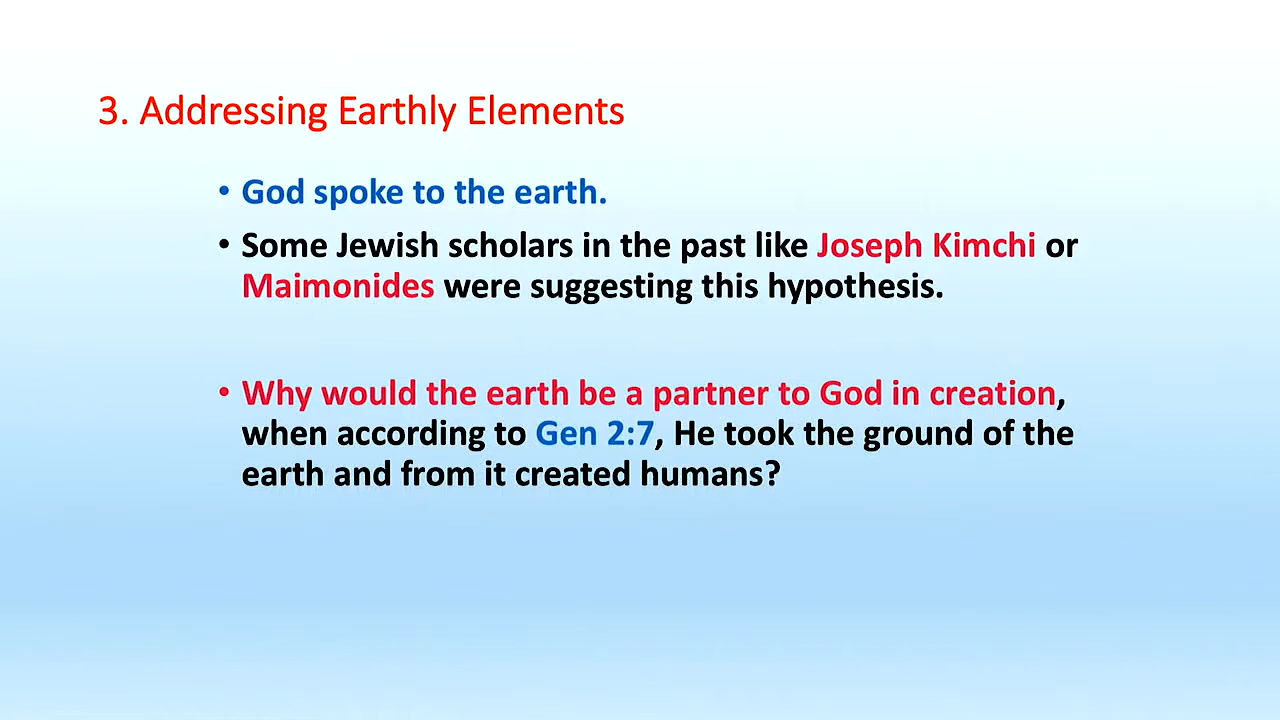 3. Addressing Earthly Elements
• God spoke to the earth.
• Some Jewish scholars in the past like Joseph Kimchi or
Maimonides were suggesting this hypothesis.
• Why would the earth be a partner to God in creation,
when according to Gen 2:7, He took the ground of the
earth and from it created humans?